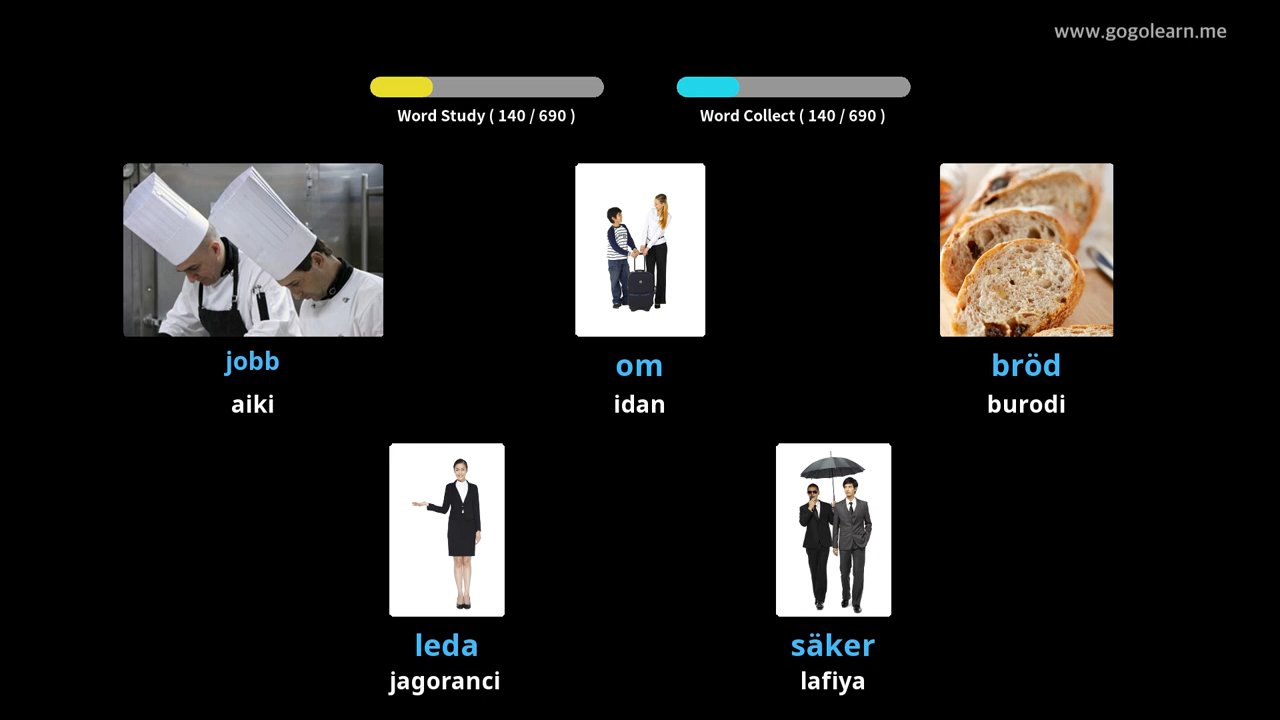 www.gogolearn.me
Word Study ( 140 / 690 )
Word Collect ( 140 / 690 )
jobb
aiki
om
idan
bröd
burodi
leda
jagoranci
säker
lafiya